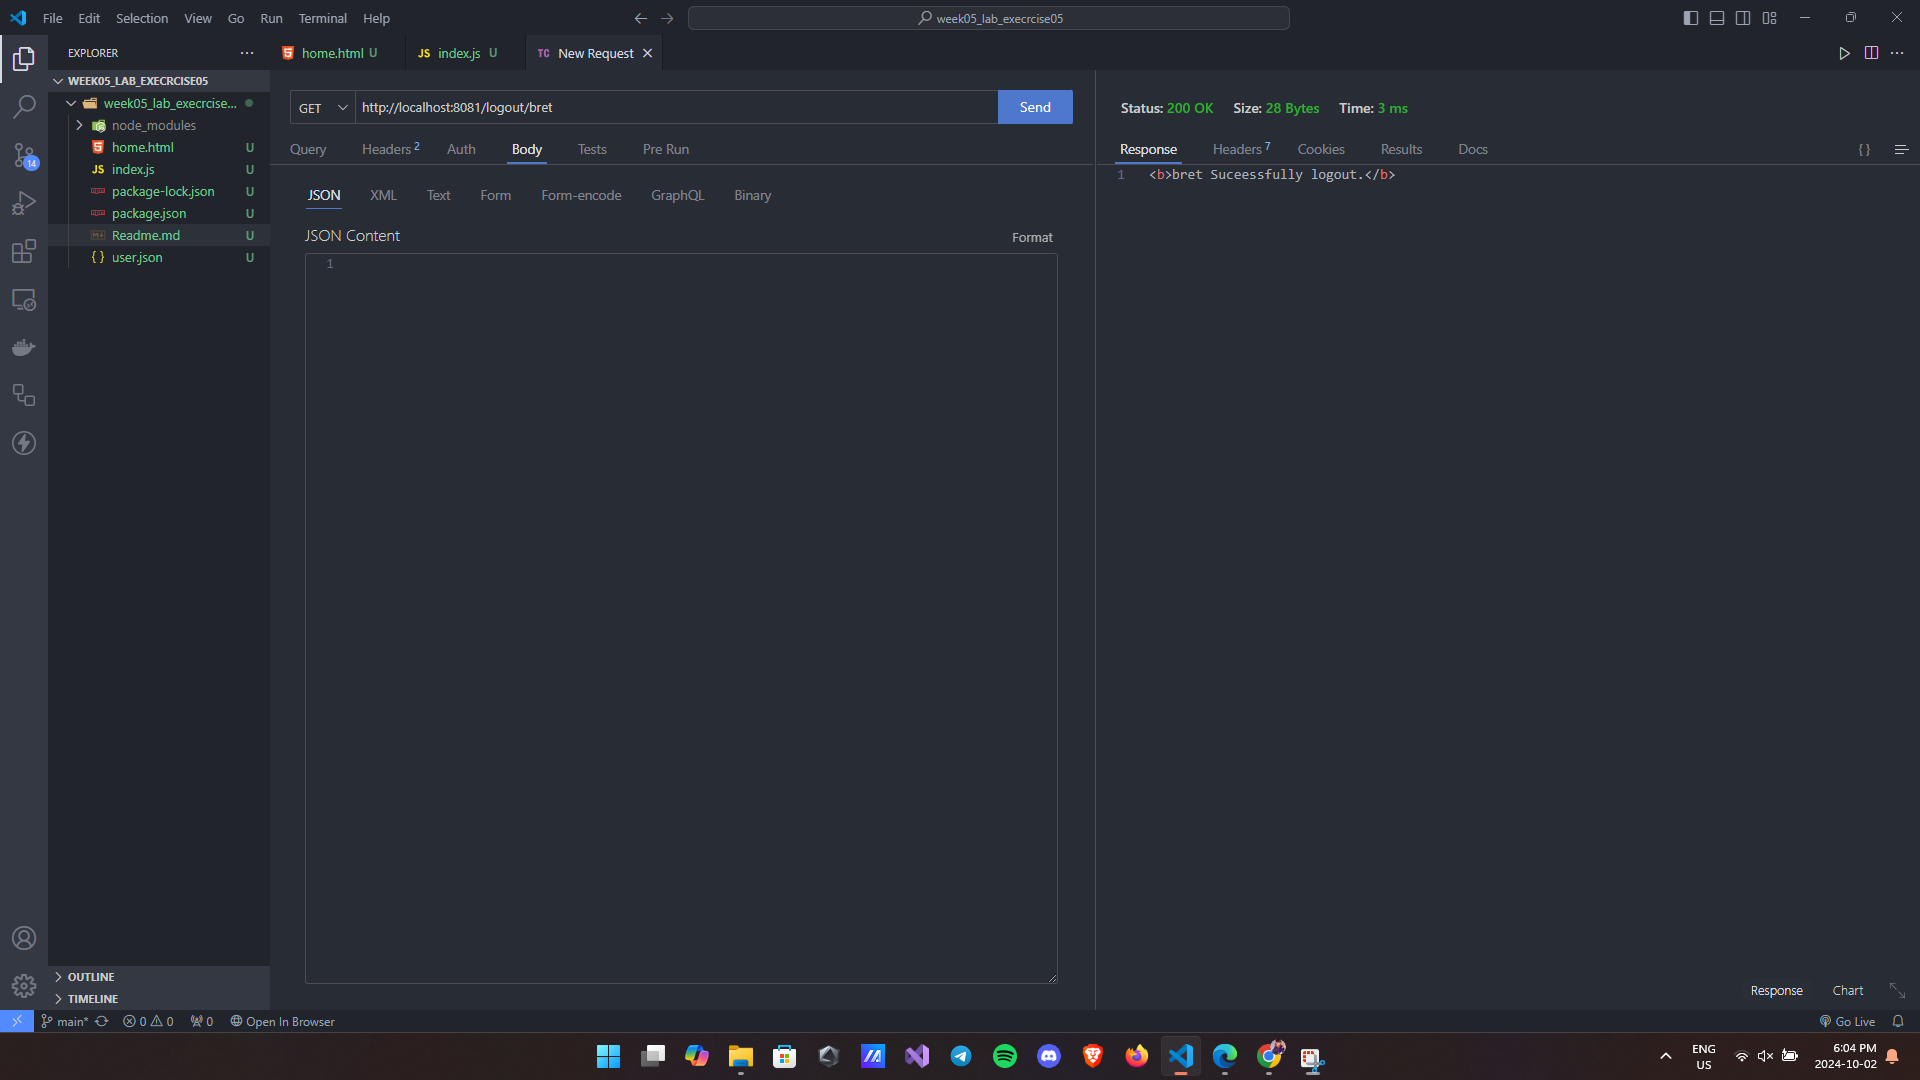 File Edit Selection View Go Run Terminal Help
week05_lab_execrcise05
EXPLORER
WEEK05_LAB_EXECRCISE05
week05_lab_execrcise...
node_modules
home.html U
JS index.js U
package-lock.json U
package.json U
Readme.md U
{ } user.json U
OUTLINE
TIMELINE
home.html U
JS index.js U
TC New Request
GET http://localhost:8081/logout/bret Send
Query Headers 2 Auth Body Tests Pre Run
JSON XML Text Form Form-encode GraphQL Binary
JSON Content Format
1
Status: 200 OK Size: 28 Bytes Time: 3 ms
Response Headers 7 Cookies Results Docs { }
1 <b>bret Suceessfully logout.</b>
Response Chart
14
main* 0 0 0 Open In Browser Go Live
ENG
US
6:04 PM
2024-10-02